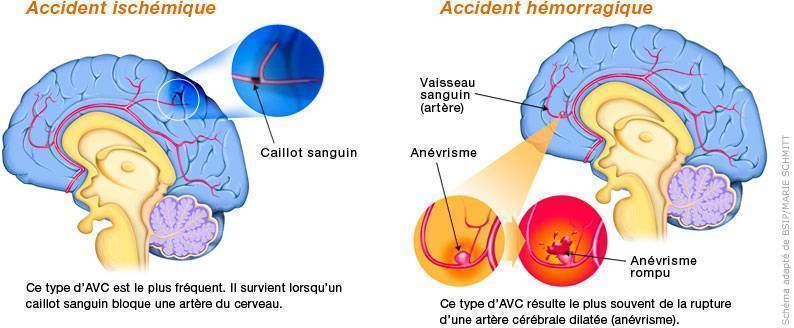 Accident ischémique
Caillot sanguin
Ce type d'AVC est le plus fréquent. Il survient lorsqu'un
caillot sanguin bloque une artère du cerveau.
Accident hémorragique
Vaisseau
sanguin
(artère)
Anévrisme
Anévrisme
rompu
Ce type d'AVC résulte le plus souvent de la rupture
d'une artère cérébrale dilatée (anévrisme).
Schéma adapté de BSIP/MARIE SCHMITT